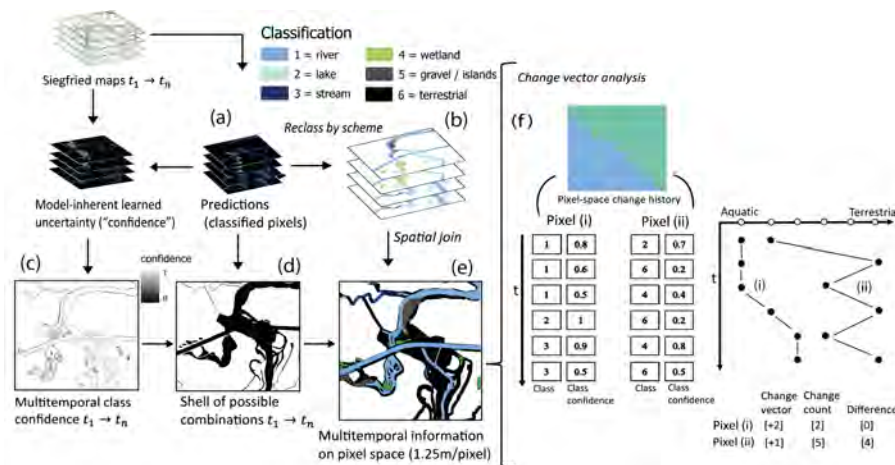 Classification
1 = river
2 = lake
3 = stream
4 = wetland
5 = gravel / islands
6 = terrestrial
Siegfried maps t₁ → tₙ
(a)
Reclass by scheme
(b)
Model-inherent learned
uncertainty ("confidence")
Predictions
(classified pixels)
Spatial join
(c)
confidence
1
0
(d)
(e)
Multitemporal class
confidence t₁ → tₙ
Shell of possible
combinations t₁ → tₙ
Multitemporal information
on pixel space (1.25m/pixel)
Change vector analysis
(f)
Pixel-space change history
Pixel (i) Pixel (ii)
t
1 0.8 2 0.7
1 0.6 6 0.2
1 0.5 4 0.4
2 1 6 0.2
3 0.9 4 0.8
3 0.5 6 0.5
Class Class confidence Class Class confidence
Aquatic Terrestrial
t
(i) (ii)
Change vector Change count Difference
Pixel (i) [+2] [2] [0]
Pixel (ii) [+1] [5] [4]